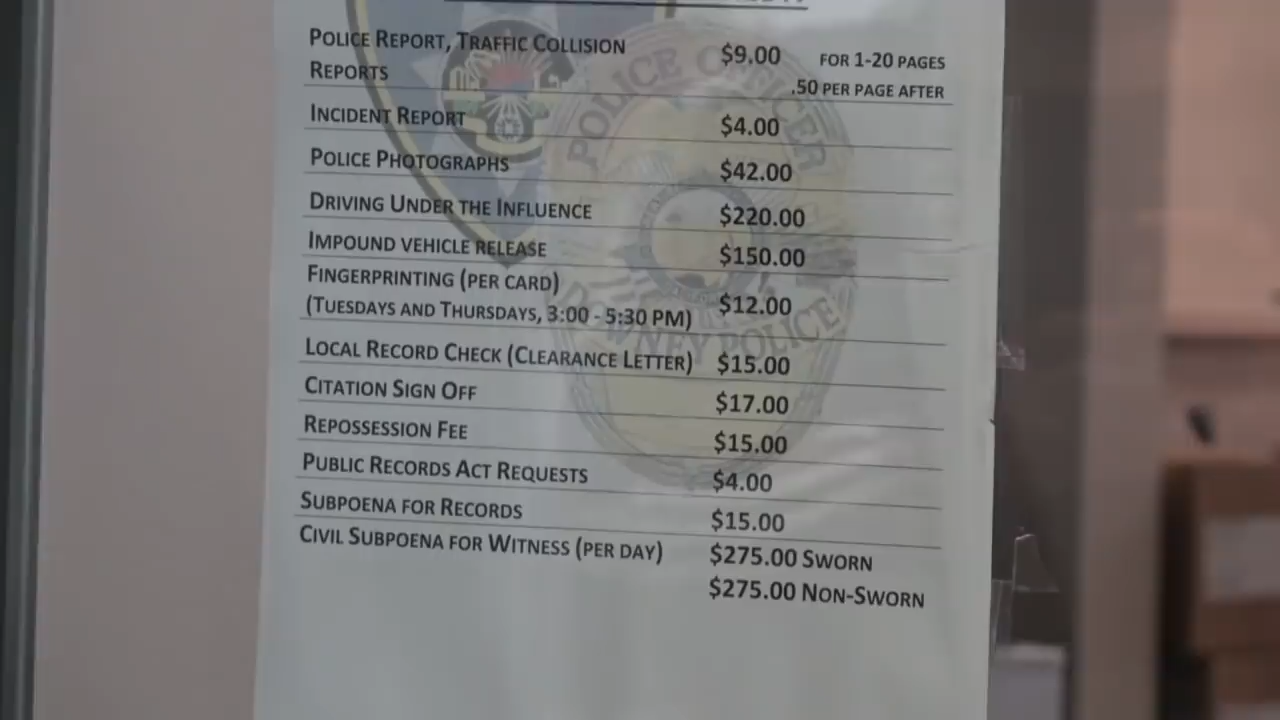 POLICE REPORT, TRAFFIC COLLISION REPORTS $9.00 FOR 1-20 PAGES
.50 PER PAGE AFTER
INCIDENT REPORT $4.00
POLICE PHOTOGRAPHS $42.00
DRIVING UNDER THE INFLUENCE $220.00
IMPOUND VEHICLE RELEASE $150.00
FINGERPRINTING (PER CARD)
(TUESDAYS AND THURSDAYS, 3:00 - 5:30 PM) $12.00
LOCAL RECORD CHECK (CLEARANCE LETTER) $15.00
CITATION SIGN OFF $17.00
REPOSSESSION FEE $15.00
PUBLIC RECORDS ACT REQUESTS $4.00
SUBPOENA FOR RECORDS $15.00
CIVIL SUBPOENA FOR WITNESS (PER DAY) $275.00 SWORN
$275.00 NON-SWORN
POLICE OFFICER
DOWNEY POLICE